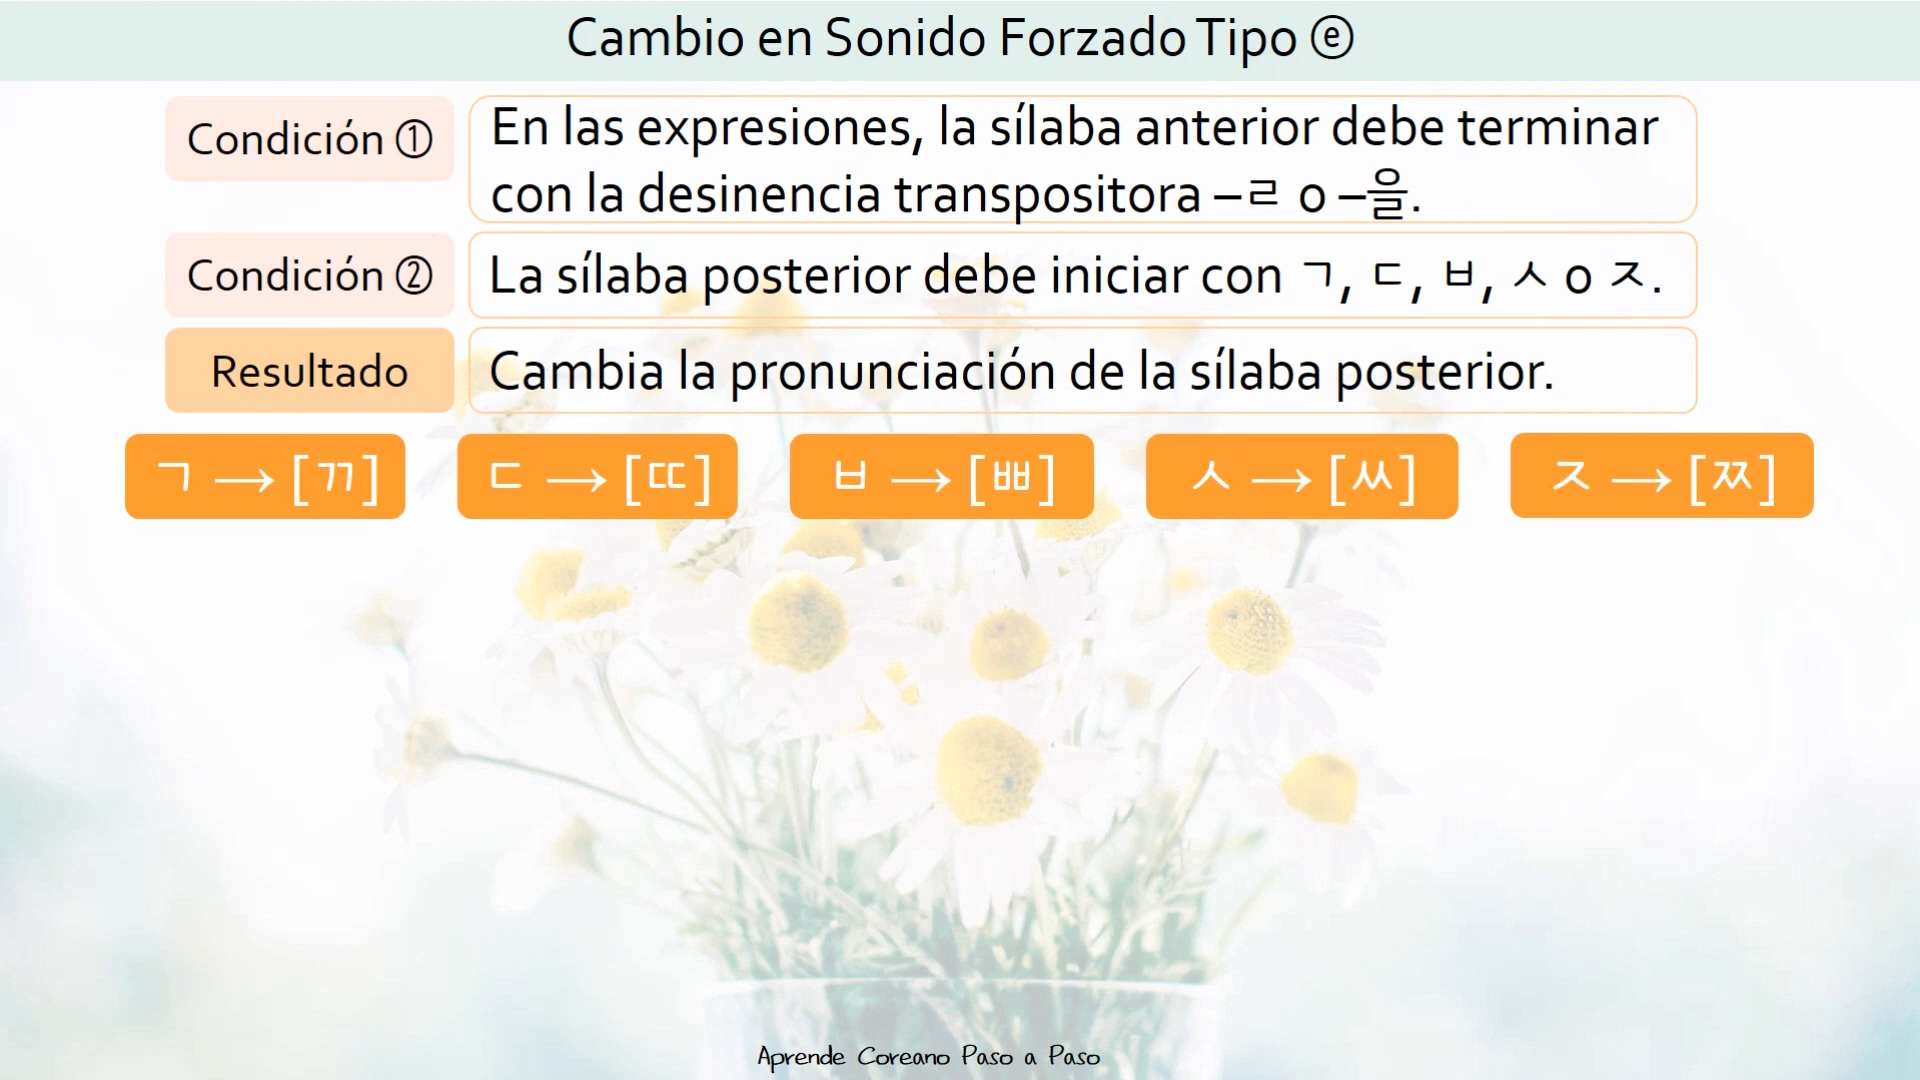 Cambio en Sonido Forzado Tipo ⓔ
Condición ①
En las expresiones, la sílaba anterior debe terminar
con la desinencia transpositora –ㄹ o –을.
Condición ②
La sílaba posterior debe iniciar con ㄱ, ㄷ, ㅂ, ㅅ o ㅈ.
Resultado
Cambia la pronunciación de la sílaba posterior.
ㄱ → [ㄲ]
ㄷ → [ㄸ]
ㅂ → [ㅃ]
ㅅ → [ㅆ]
ㅈ → [ㅉ]
Aprende Coreano Paso a Paso